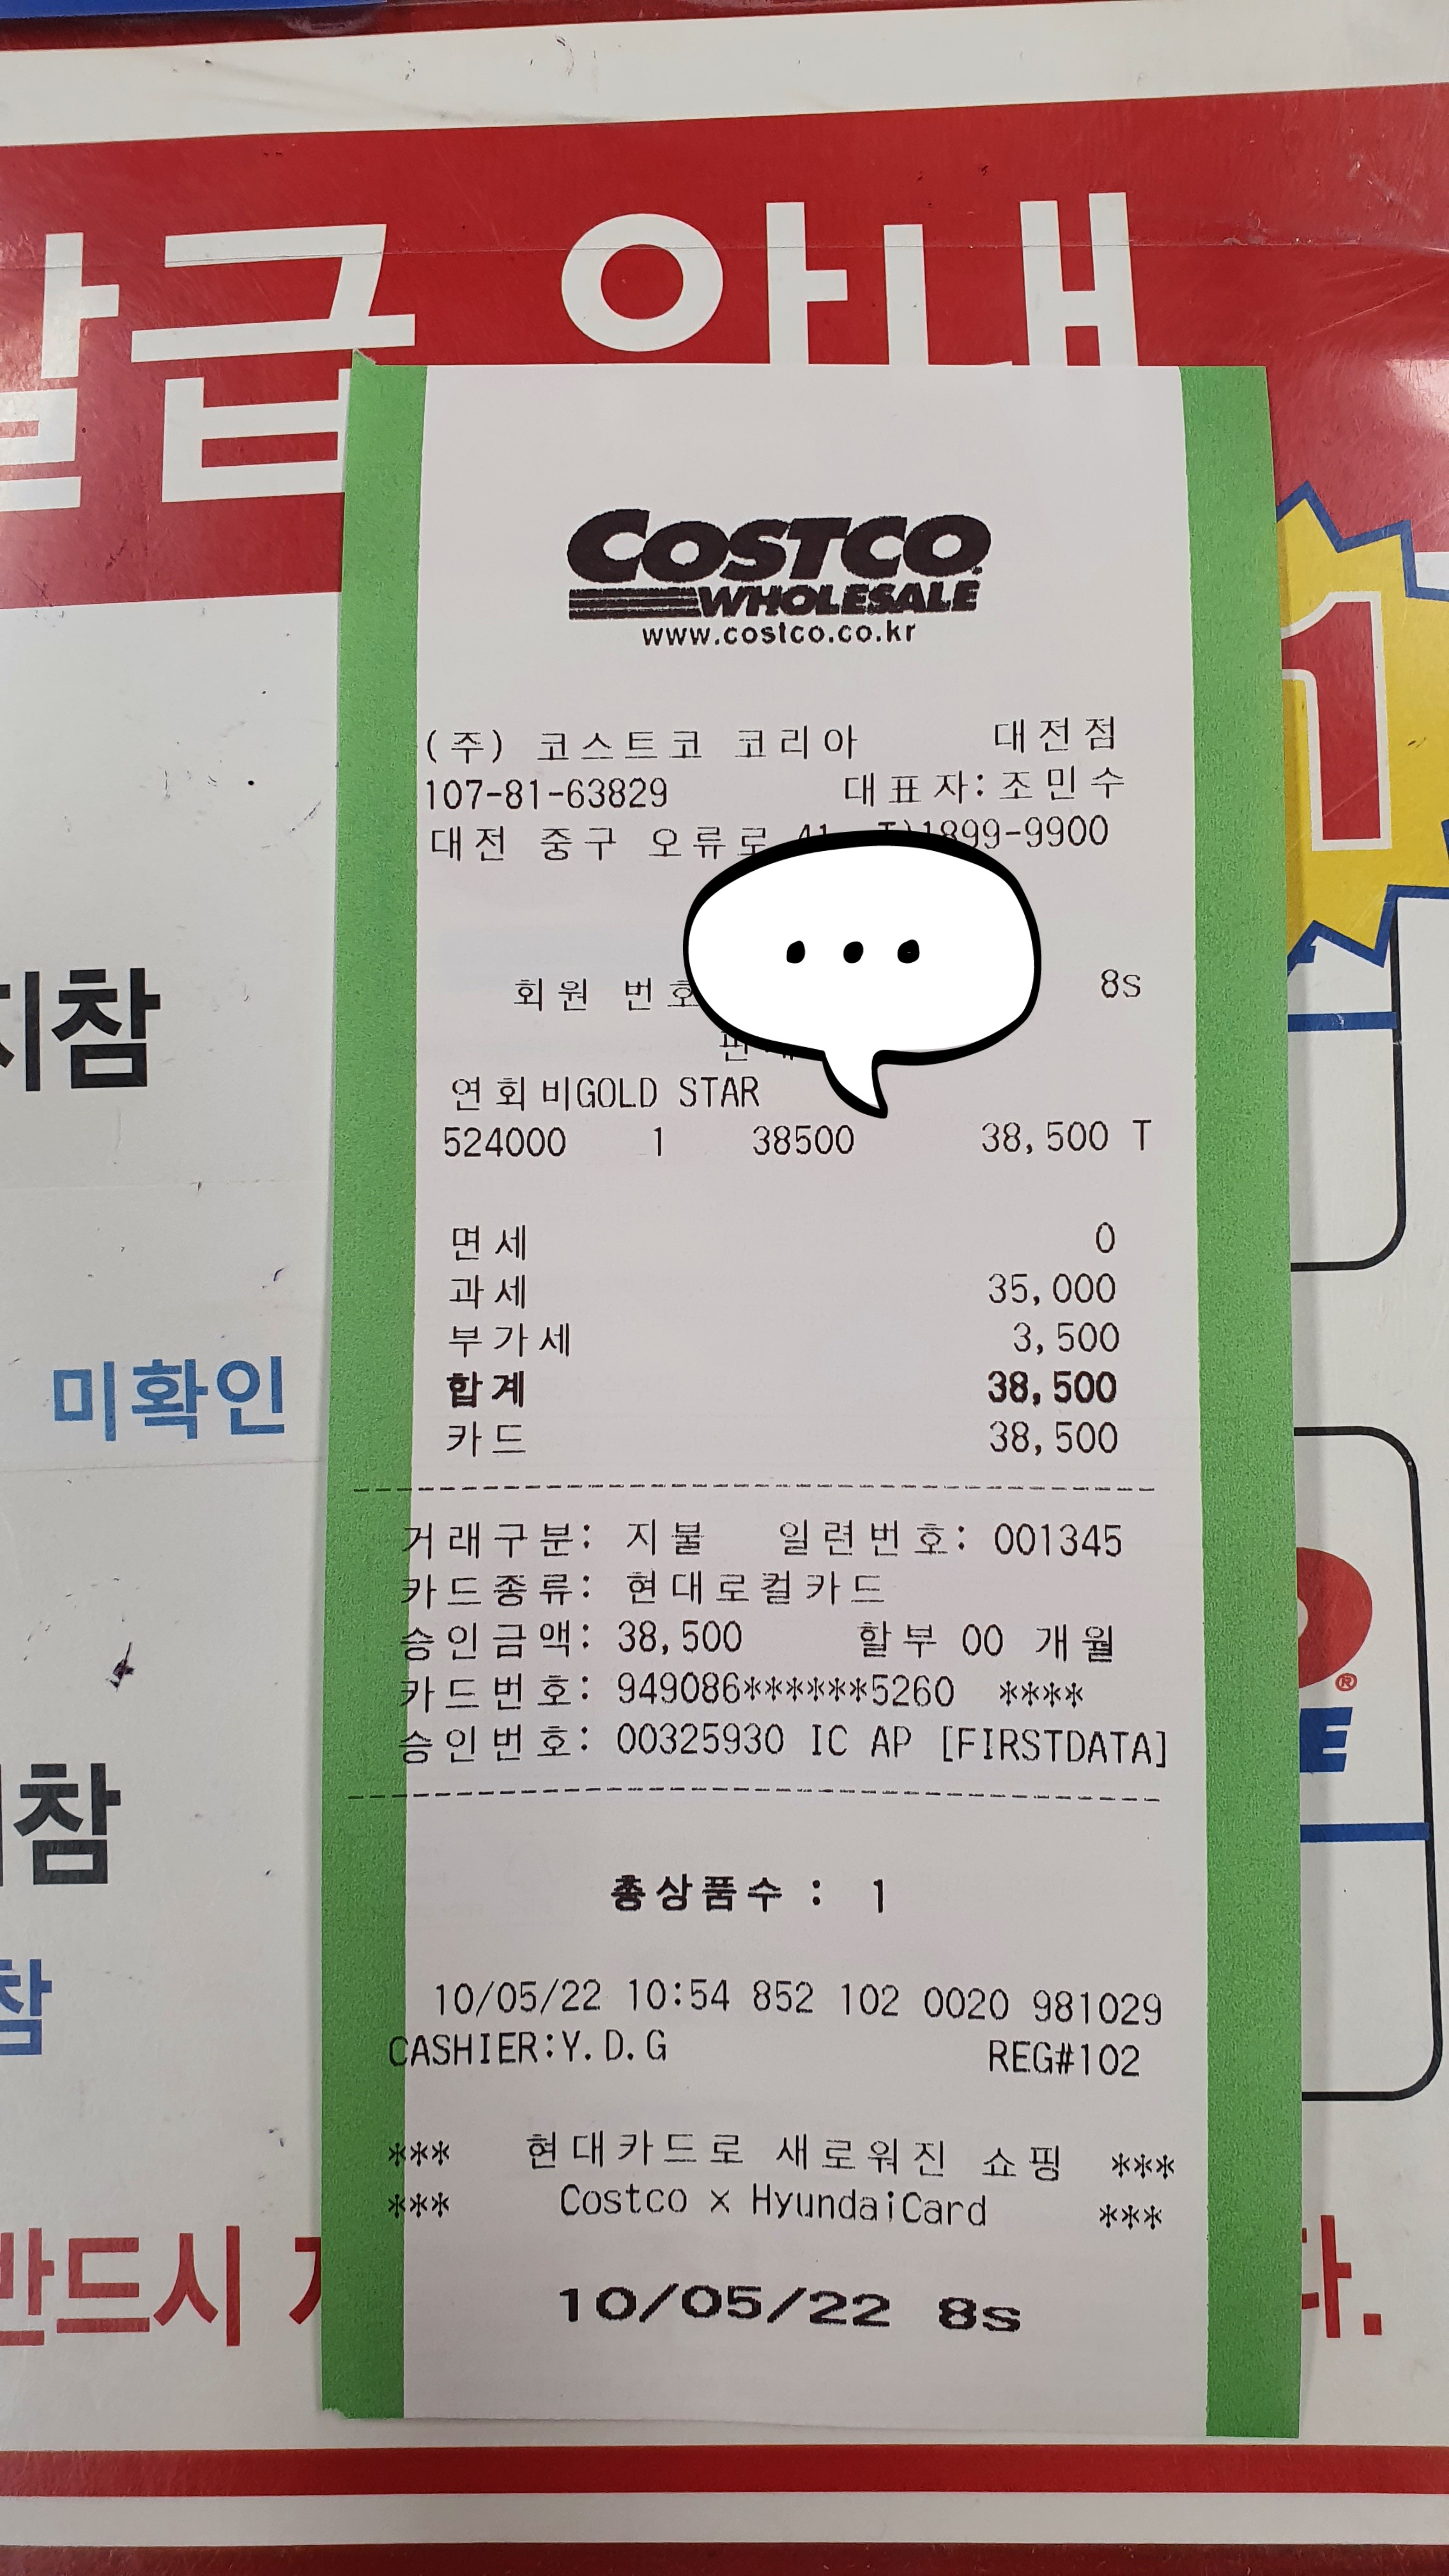 발급 안내
COSTCO
WHOLESALE
www.costco.co.kr
(주) 코스트코 코리아 대전점
107-81-63829 대표자:조민수
대전 중구 오류로 41 T)1899-9900
회원 번호 8s
연회비GOLD STAR
524000 1 38500 38,500 T
면세 0
과세 35,000
부가세 3,500
합계 38,500
카드 38,500
거래구분: 지불 일련번호: 001345
카드종류: 현대로컬카드
승인금액: 38,500 할부 00 개월
카드번호: 949086******5260 ****
승인번호: 00325930 IC AP [FIRSTDATA]
총상품수 : 1
10/05/22 10:54 852 102 0020 981029
CASHIER:Y.D.G REG#102
*** 현대카드로 새로워진 쇼핑 ***
*** Costco x HyundaiCard ***
10/05/22 8s
1
지참
미확인
지참
참
E
반드시
다.